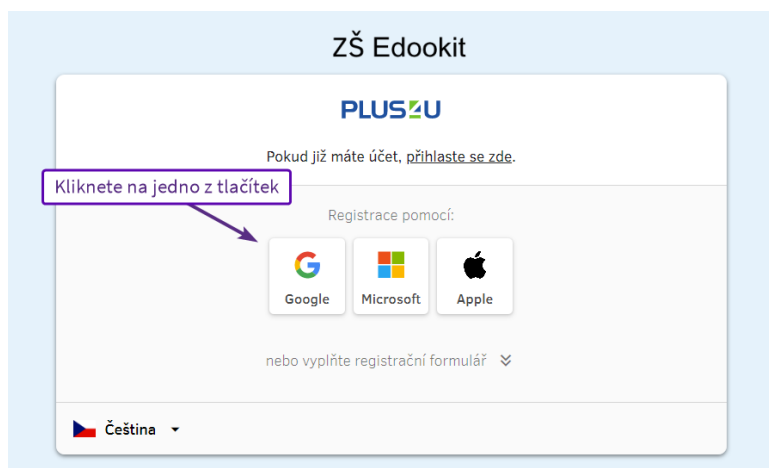 ZŠ Edookit
PLUS4U
Pokud již máte účet, přihlaste se zde.
Kliknete na jedno z tlačítek
Registrace pomocí:
Google
Microsoft
Apple
nebo vyplňte registrační formulář
Čeština